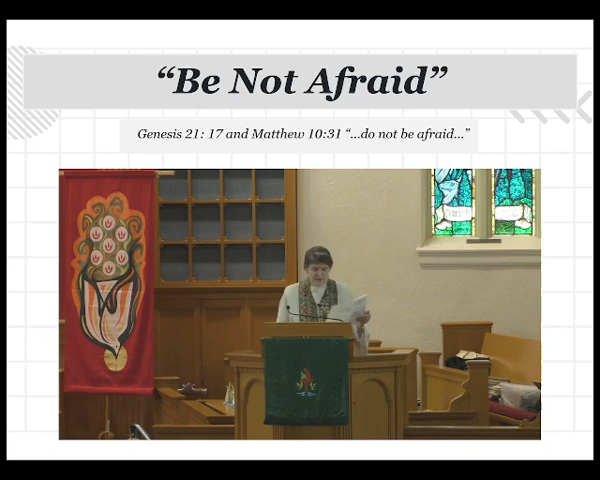 “Be Not Afraid”
Genesis 21: 17 and Matthew 10:31 “...do not be afraid...”